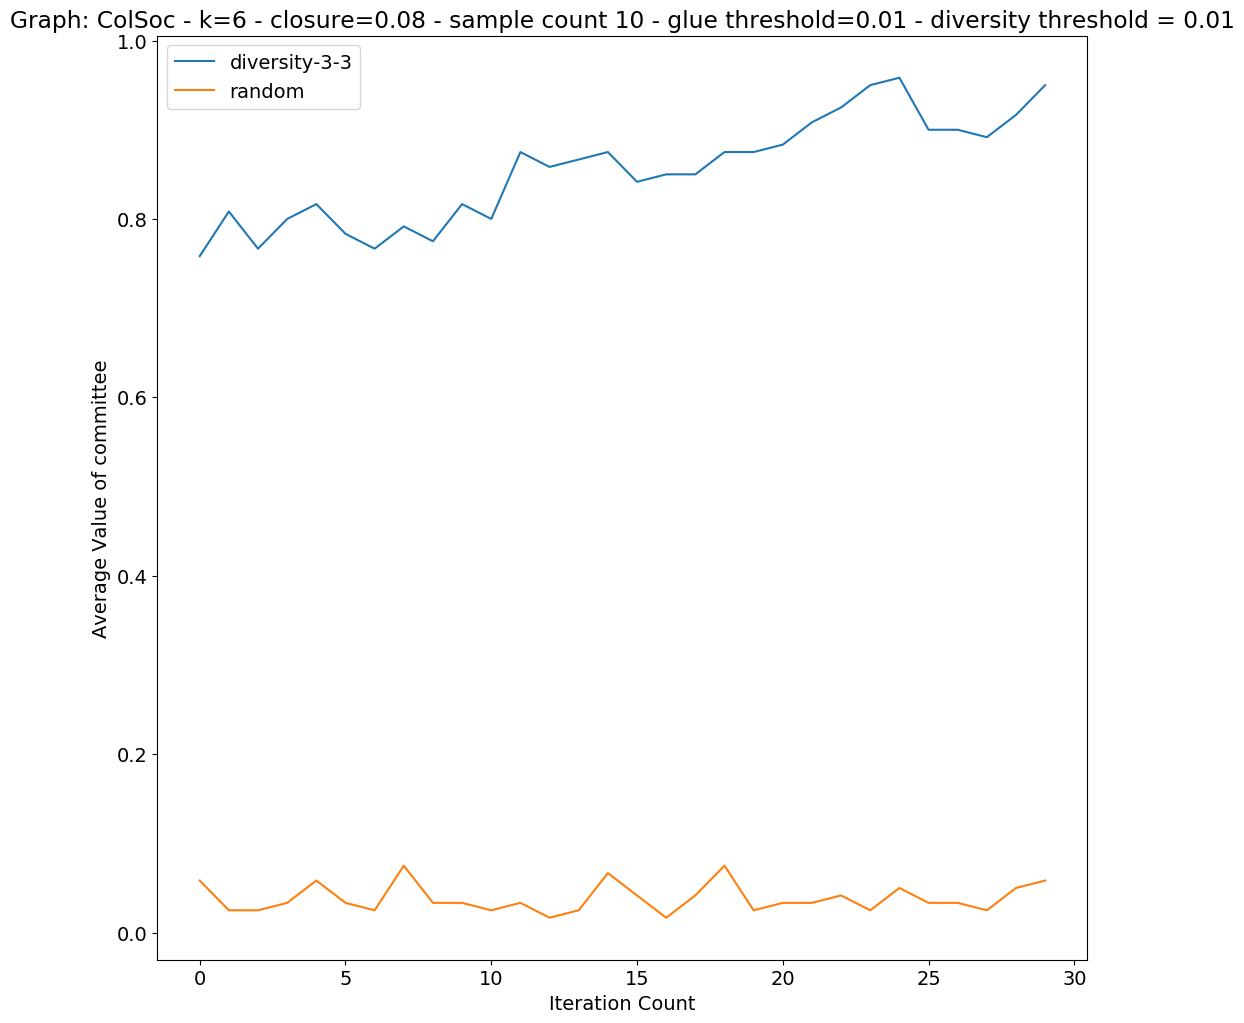 Graph: ColSoc - k=6 - closure=0.08 - sample count 10 - glue threshold=0.01 - diversity threshold = 0.01
diversity-3-3
random
1.0
0.8
0.6
0.4
0.2
0.0
Average Value of committee
0 5 10 15 20 25 30
Iteration Count